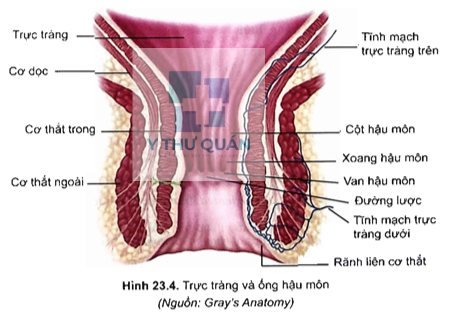 Trực tràng
Cơ dọc
Cơ thắt trong
Cơ thắt ngoài
Tĩnh mạch
trực tràng trên
Cột hậu môn
Xoang hậu môn
Van hậu môn
Đường lược
Tĩnh mạch trực
tràng dưới
Rãnh liên cơ thắt
Y THƯ QUÁN
Hình 23.4. Trực tràng và ống hậu môn
(Nguồn: Gray's Anatomy)